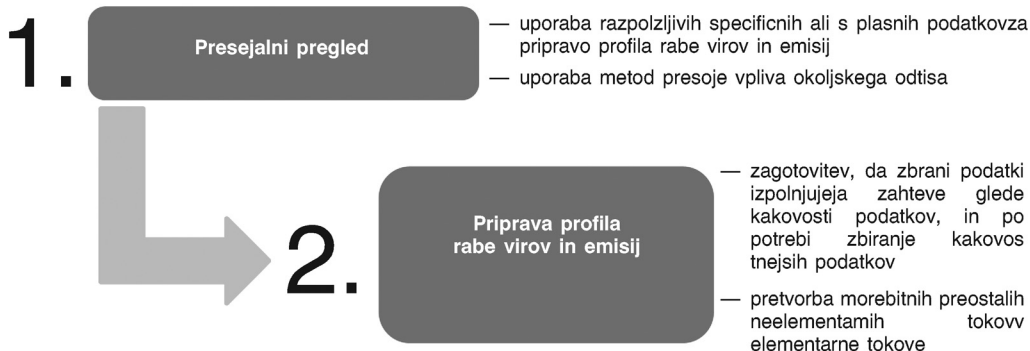 1.
Presejalni pregled
— uporaba razpolzljivih specificnih ali s plasnih podatkovza
pripravo profila rabe virov in emisij
— uporaba metod presoje vpliva okoljskega odtisa
2.
Priprava profila
rabe virov in emisij
— zagotovitev, da zbrani podatki
izpolnjujeja zahteve glede
kakovosti podatkov, in po
potrebi zbiranje kakovos
tnejsih podatkov
— pretvorba morebitnih preostalih
neelementamih tokovv
elementarne tokove